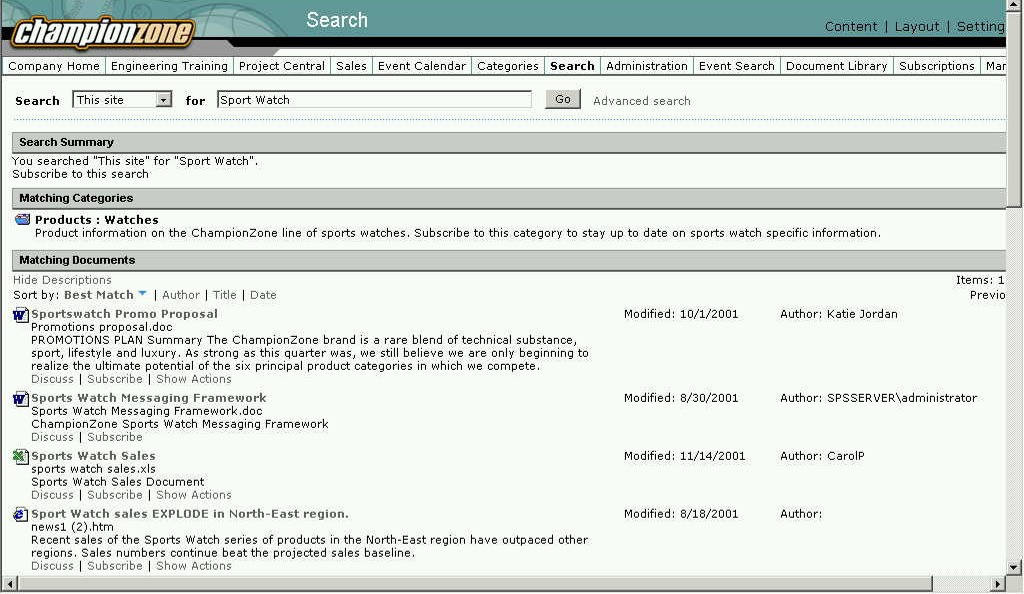 championzone
Search
Content | Layout | Setting
Company Home Engineering Training Project Central Sales Event Calendar Categories Search Administration Event Search Document Library Subscriptions Mar
Search This site for Sport Watch Go Advanced search
Search Summary
You searched "This site" for "Sport Watch".
Subscribe to this search
Matching Categories
Products : Watches
Product information on the ChampionZone line of sports watches. Subscribe to this category to stay up to date on sports watch specific information.
Matching Documents
Hide Descriptions Items: 1
Sort by: Best Match | Author | Title | Date Previo
Sportswatch Promo Proposal Modified: 10/1/2001 Author: Katie Jordan
Promotions proposal.doc
PROMOTIONS PLAN Summary The ChampionZone brand is a rare blend of technical substance,
sport, lifestyle and luxury. As strong as this quarter was, we still believe we are only beginning to
realize the ultimate potential of the six principal product categories in which we compete.
Discuss | Subscribe | Show Actions
Sports Watch Messaging Framework Modified: 8/30/2001 Author: SPSSERVER\administrator
Sports Watch Messaging Framework.doc
ChampionZone Sports Watch Messaging Framework
Discuss | Subscribe
Sports Watch Sales Modified: 11/14/2001 Author: CarolP
sports watch sales.xls
Sports Watch Sales Document
Discuss | Subscribe | Show Actions
Sport Watch sales EXPLODE in North-East region. Modified: 8/18/2001 Author:
news1 (2).htm
Recent sales of the Sports Watch series of products in the North-East region have outpaced other
regions. Sales numbers continue beat the projected sales baseline.
Discuss | Subscribe | Show Actions